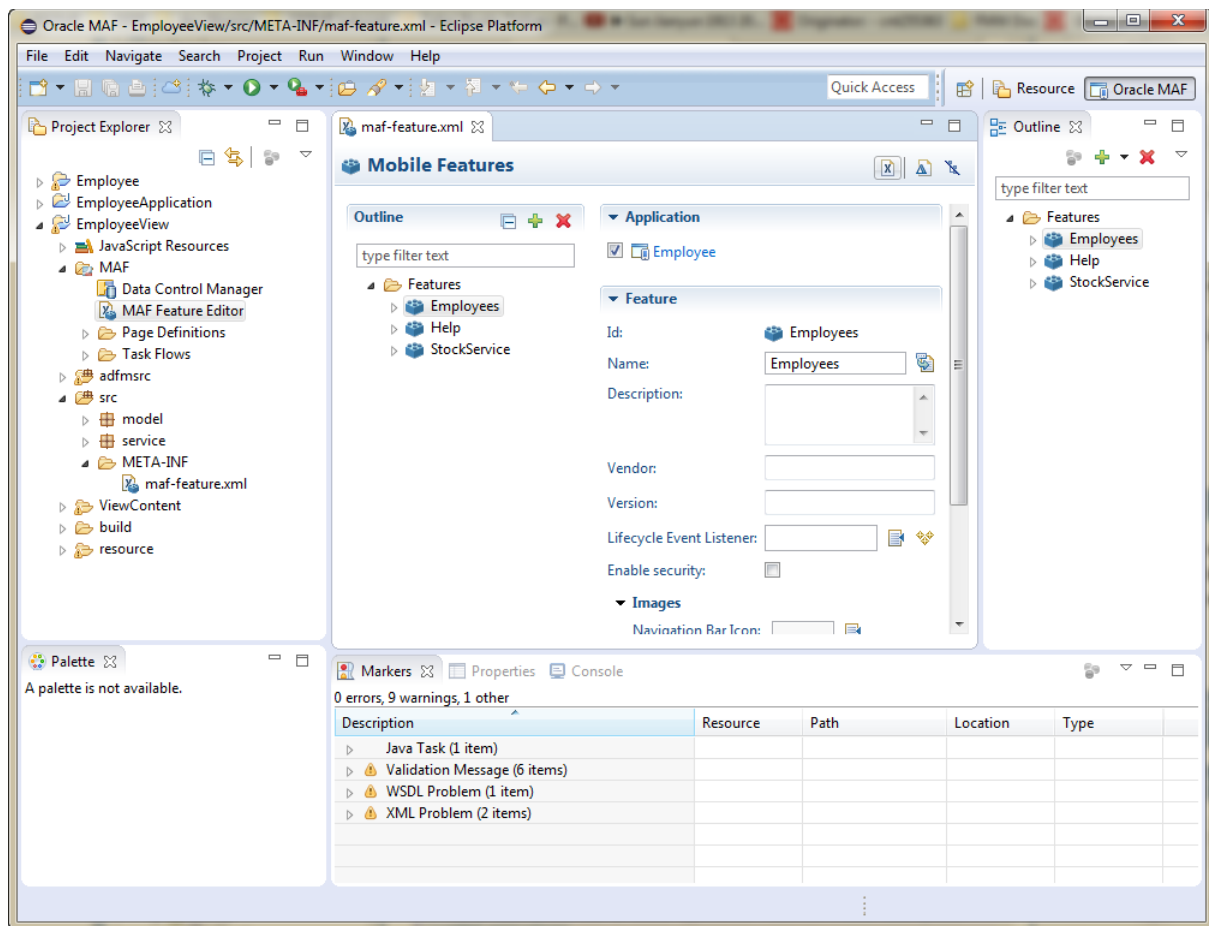 Oracle MAF - EmployeeView/src/META-INF/maf-feature.xml - Eclipse Platform
File Edit Navigate Search Project Run Window Help
Quick Access
Resource
Oracle MAF
Project Explorer
Employee
EmployeeApplication
EmployeeView
JavaScript Resources
MAF
Data Control Manager
MAF Feature Editor
Page Definitions
Task Flows
adfmsrc
src
model
service
META-INF
maf-feature.xml
ViewContent
build
resource
maf-feature.xml
Mobile Features
Outline
type filter text
Features
Employees
Help
StockService
Application
Employee
Feature
Id: Employees
Name: Employees
Description:
Vendor:
Version:
Lifecycle Event Listener:
Enable security:
Images
Navigation Bar Icon:
Outline
type filter text
Features
Employees
Help
StockService
Palette
A palette is not available.
Markers Properties Console
0 errors, 9 warnings, 1 other
Description Resource Path Location Type
Java Task (1 item)
Validation Message (6 items)
WSDL Problem (1 item)
XML Problem (2 items)